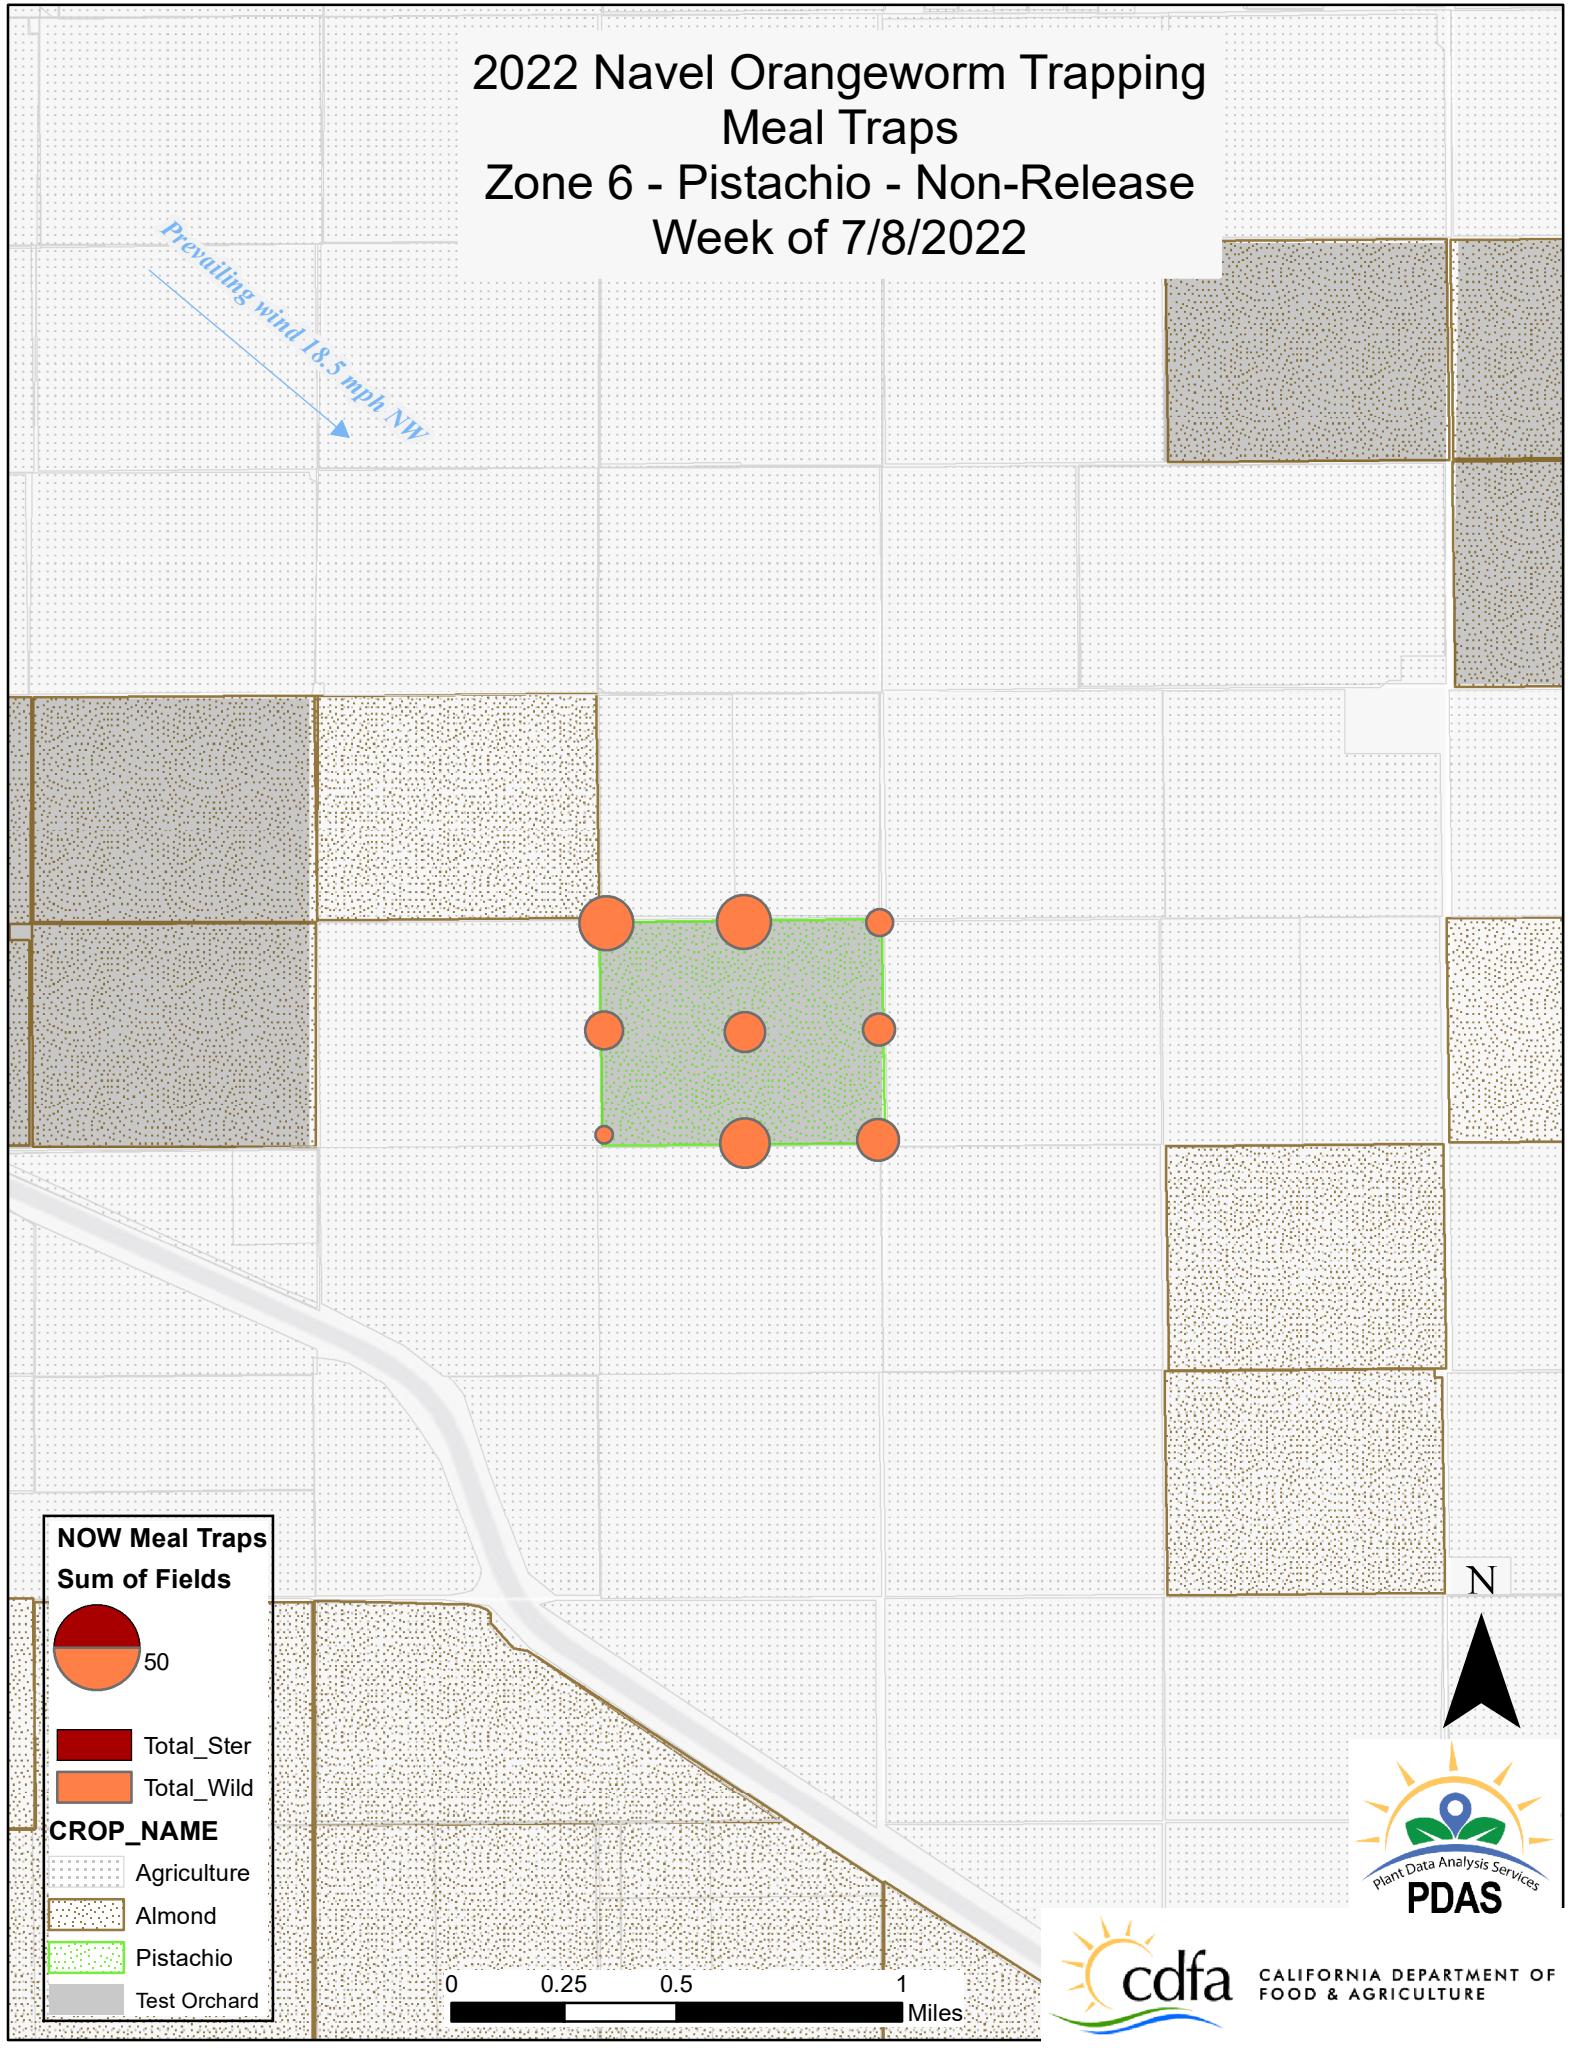 2022 Navel Orangeworm Trapping
Meal Traps
Zone 6 - Pistachio - Non-Release
Week of 7/8/2022
Prevailing wind 18.5 mph NW
NOW Meal Traps
Sum of Fields
50
Total_Ster
Total_Wild
CROP_NAME
Agriculture
Almond
Pistachio
Test Orchard
0 0.25 0.5 1
Miles
N
Plant Data Analysis Services
PDAS
cdfa
CALIFORNIA DEPARTMENT OF
FOOD & AGRICULTURE